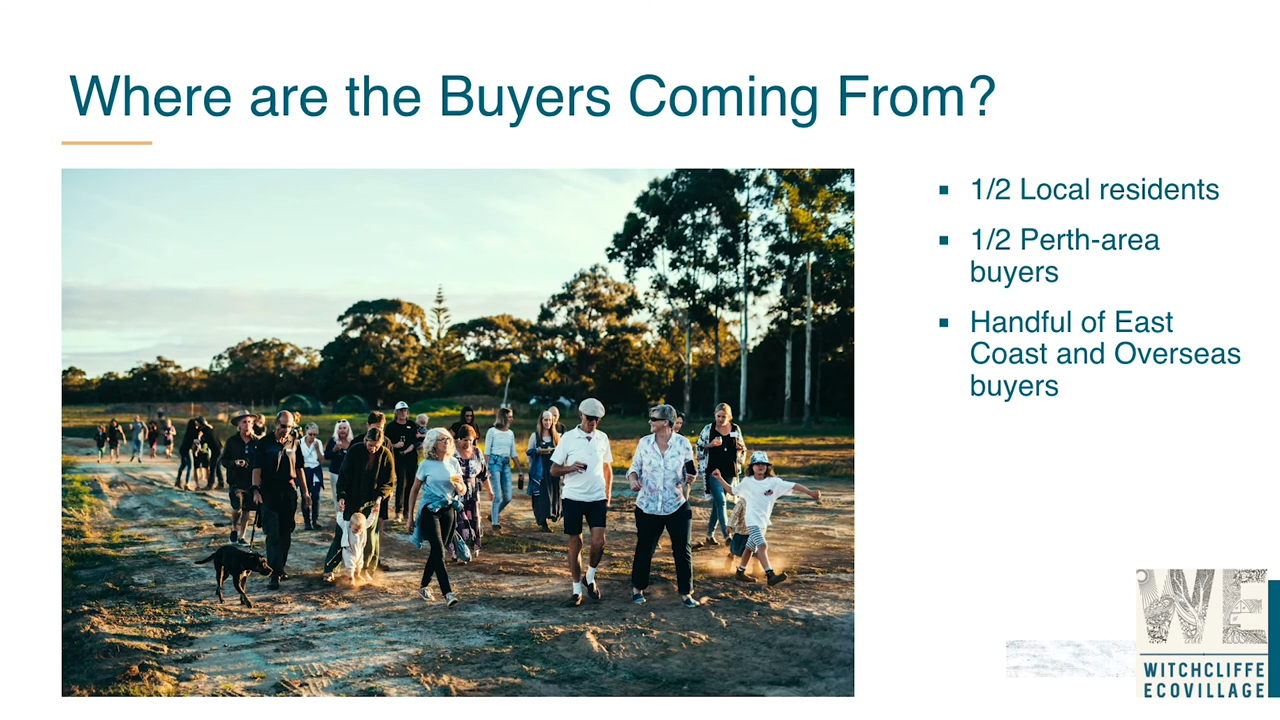 Where are the Buyers Coming From?
▪ 1/2 Local residents
▪ 1/2 Perth-area
buyers
▪ Handful of East
Coast and Overseas
buyers
WE
WITCHCLIFFE
ECOVILLAGE